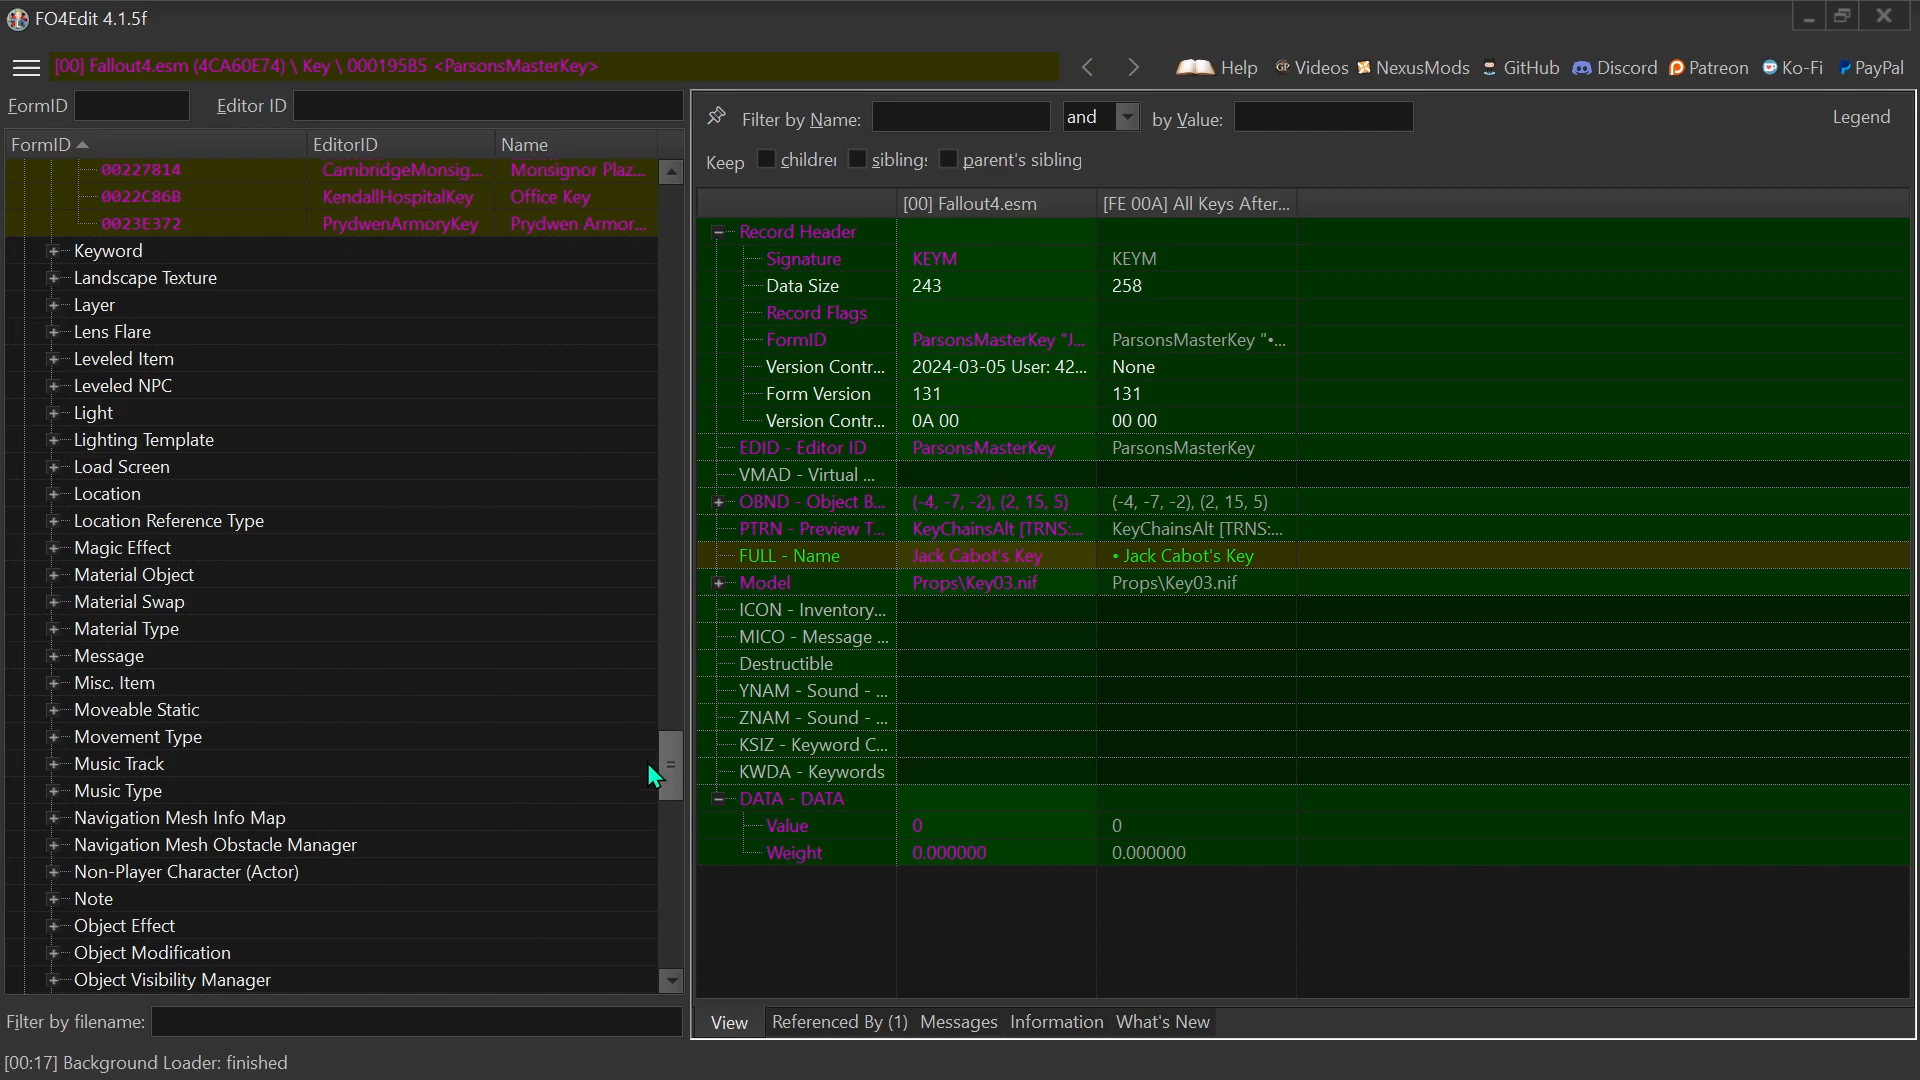 FO4Edit 4.1.5f
[00] Fallout4.esm (4CA60E74) \ Key \ 000195B5 <ParsonsMasterKey>
Help Videos NexusMods GitHub Discord Patreon Ko-Fi PayPal
FormID Editor ID
Filter by Name: and by Value: Legend
FormID EditorID Name
Keep children siblings parent's sibling
00227814 CambridgeMonsig... Monsignor Plaz...
0022C86B KendallHospitalKey Office Key
0023E372 PrydwenArmoryKey Prydwen Armor...
Keyword
Landscape Texture
Layer
Lens Flare
Leveled Item
Leveled NPC
Light
Lighting Template
Load Screen
Location
Location Reference Type
Magic Effect
Material Object
Material Swap
Material Type
Message
Misc. Item
Moveable Static
Movement Type
Music Track
Music Type
Navigation Mesh Info Map
Navigation Mesh Obstacle Manager
Non-Player Character (Actor)
Note
Object Effect
Object Modification
Object Visibility Manager
Filter by filename:
[00:17] Background Loader: finished
[00] Fallout4.esm [FE 00A] All Keys After...
Record Header
Signature KEYM KEYM
Data Size 243 258
Record Flags
FormID ParsonsMasterKey "J... ParsonsMasterKey "•...
Version Contr... 2024-03-05 User: 42... None
Form Version 131 131
Version Contr... 0A 00 00 00
EDID - Editor ID ParsonsMasterKey ParsonsMasterKey
VMAD - Virtual ...
OBND - Object B... (-4, -7, -2), (2, 15, 5) (-4, -7, -2), (2, 15, 5)
PTRN - Preview T... KeyChainsAlt [TRNS:... KeyChainsAlt [TRNS:...
FULL - Name Jack Cabot's Key • Jack Cabot's Key
Model Props\Key03.nif Props\Key03.nif
ICON - Inventory...
MICO - Message ...
Destructible
YNAM - Sound - ...
ZNAM - Sound - ...
KSIZ - Keyword C...
KWDA - Keywords
DATA - DATA
Value 0 0
Weight 0.000000 0.000000
View Referenced By (1) Messages Information What's New